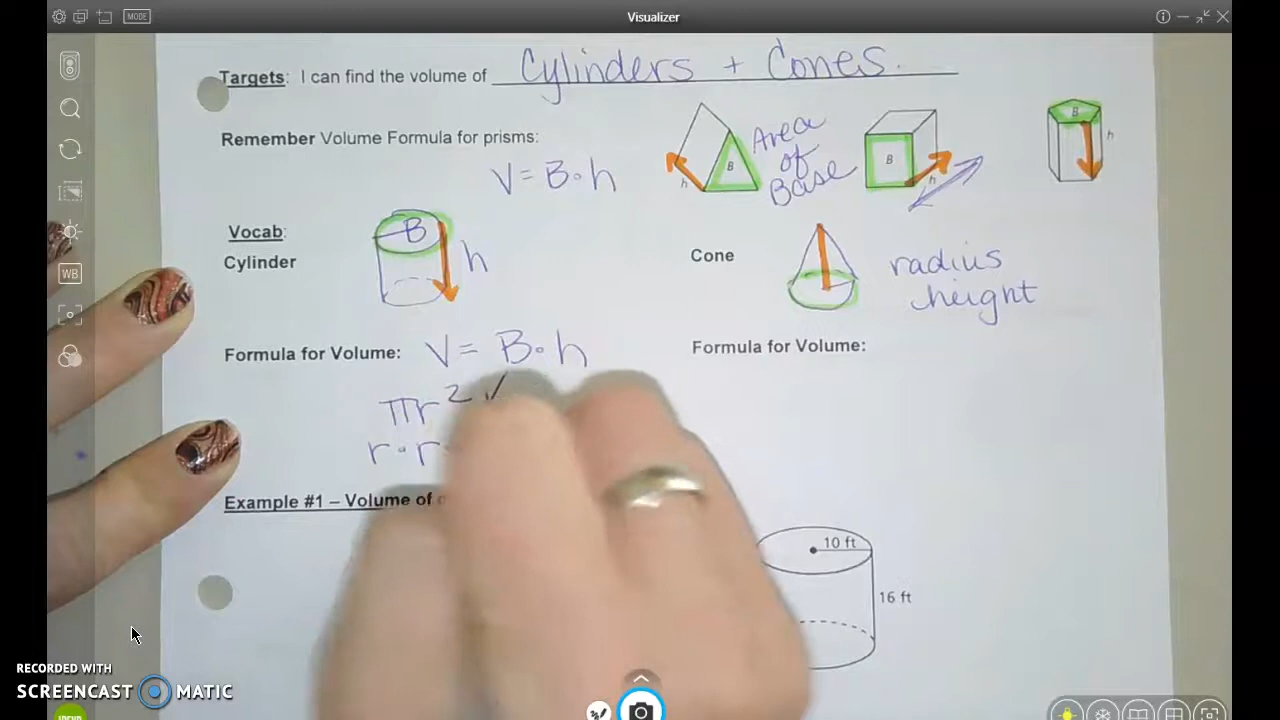 MODE
Visualizer
Targets: I can find the volume of Cylinders + Cones.
Remember Volume Formula for prisms:
V = B·h
B
h
Area of Base
B
h
B
h
Vocab:
Cylinder
B
h
Cone
radius
height
Formula for Volume: V = B·h
Formula for Volume:
πr²
r·r
Example #1 – Volume of
10 ft
16 ft
WB
RECORDED WITH
SCREENCAST MATIC